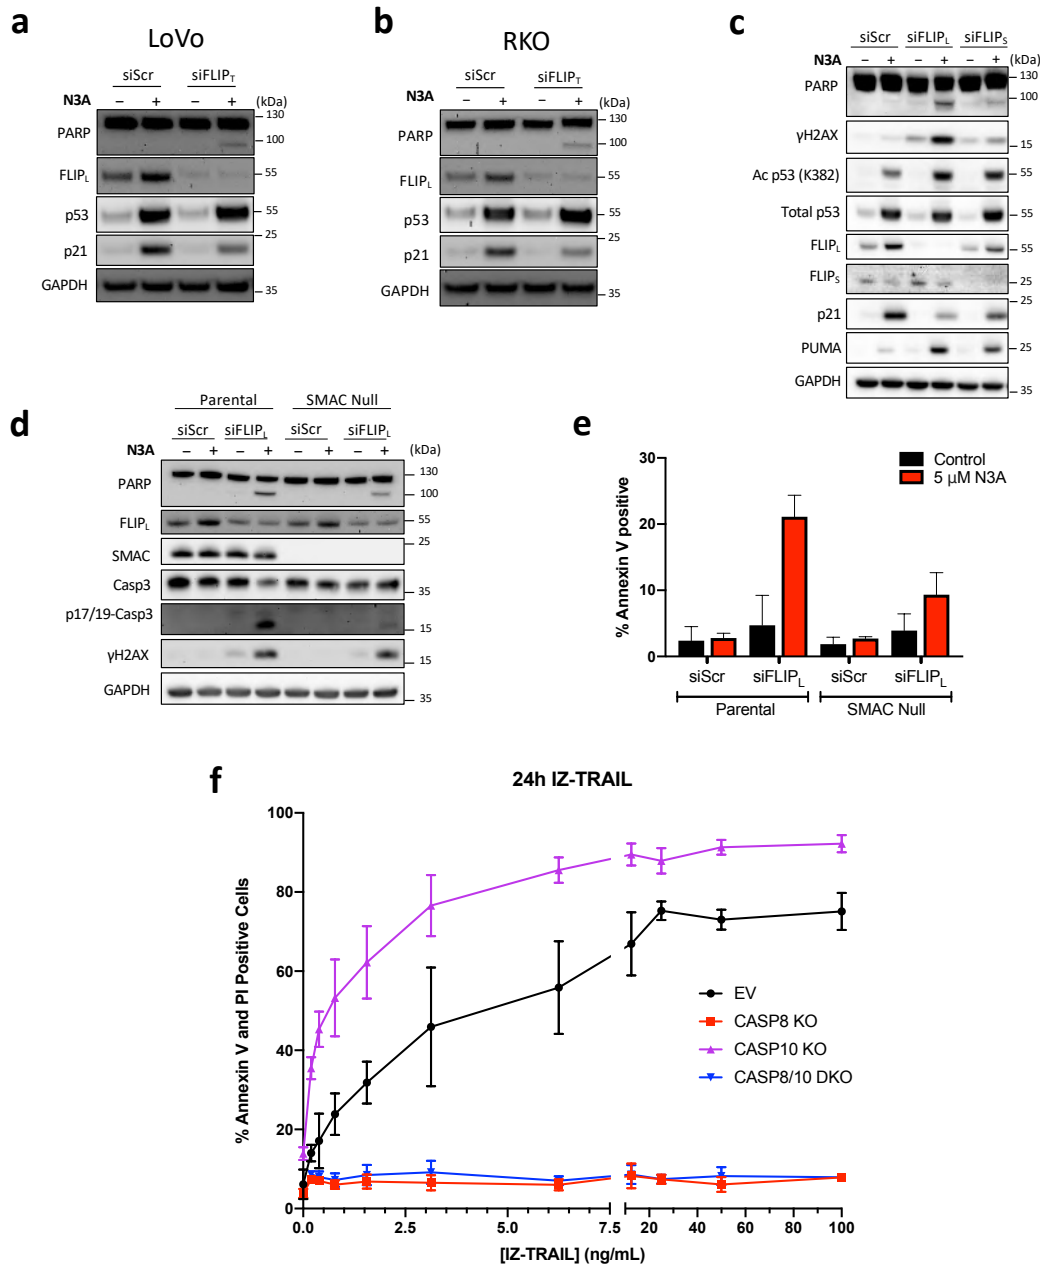 a
LoVo
siScr siFLIPT
N3A – + – + (kDa)
PARP
130
100
FLIPL
55
p53
55
p21
25
GAPDH
35
b
RKO
siScr siFLIPT
N3A – + – + (kDa)
PARP
130
100
FLIPL
55
p53
55
p21
25
GAPDH
35
c
siScr siFLIPL siFLIPS
N3A – + – + – + (kDa)
PARP
130
100
γH2AX
15
Ac p53 (K382)
55
Total p53
55
FLIPL
55
FLIPS
25
p21
25
PUMA
25
GAPDH
35
d
Parental SMAC Null
siScr siFLIPL siScr siFLIPL
N3A – + – + – + – + (kDa)
PARP
130
100
FLIPL
55
SMAC
25
Casp3
35
p17/19-Casp3
15
γH2AX
15
GAPDH
35
e
Control
5 μM N3A
% Annexin V positive
30
20
10
0
siScr siFLIPL siScr siFLIPL
Parental SMAC Null
f
24h IZ-TRAIL
% Annexin V and PI Positive Cells
100
80
60
40
20
0
EV
CASP8 KO
CASP10 KO
CASP8/10 DKO
0.0 2.5 5.0 7.5 20 40 60 80 100
[IZ-TRAIL] (ng/mL)